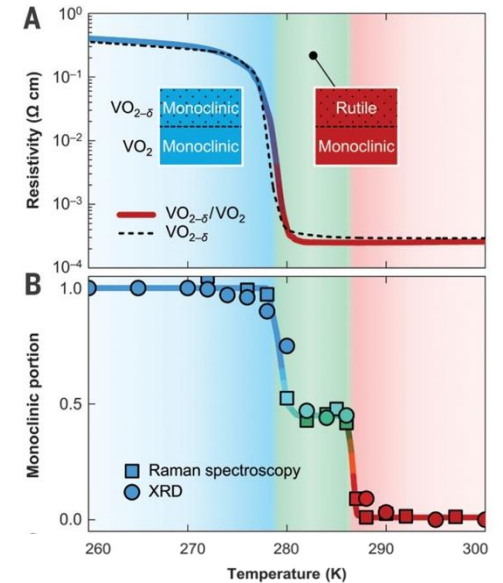 A
10⁰
10⁻¹
10⁻²
10⁻³
10⁻⁴
Resistivity (Ω cm)
VO₂₋δ Monoclinic
VO₂ Monoclinic
Rutile
Monoclinic
VO₂₋δ/VO₂
VO₂₋δ
B
1.0
0.5
0.0
Monoclinic portion
Raman spectroscopy
XRD
260 270 280 290 300
Temperature (K)